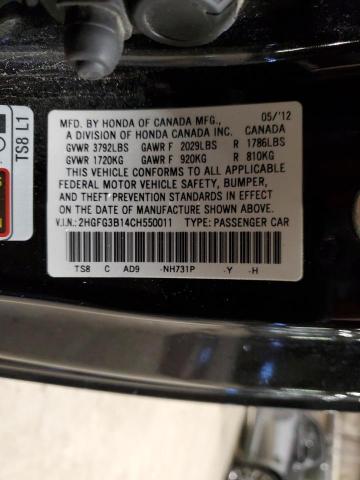 MFD. BY HONDA OF CANADA MFG., 05/'12
A DIVISION OF HONDA CANADA INC. CANADA
GVWR 3792LBS GAWR F 2029LBS R 1786LBS
GVWR 1720KG GAWR F 920KG R 810KG
THIS VEHICLE CONFORMS TO ALL APPLICABLE
FEDERAL MOTOR VEHICLE SAFETY, BUMPER,
AND THEFT PREVENTION STANDARDS IN EFFECT ON
THE DATE OF MANUFACTURE SHOWN ABOVE.
V.I.N.: 2HGFG3B14CH550011 TYPE: PASSENGER CAR
TS8 C AD9 -NH731P -Y -H
TS8 L1